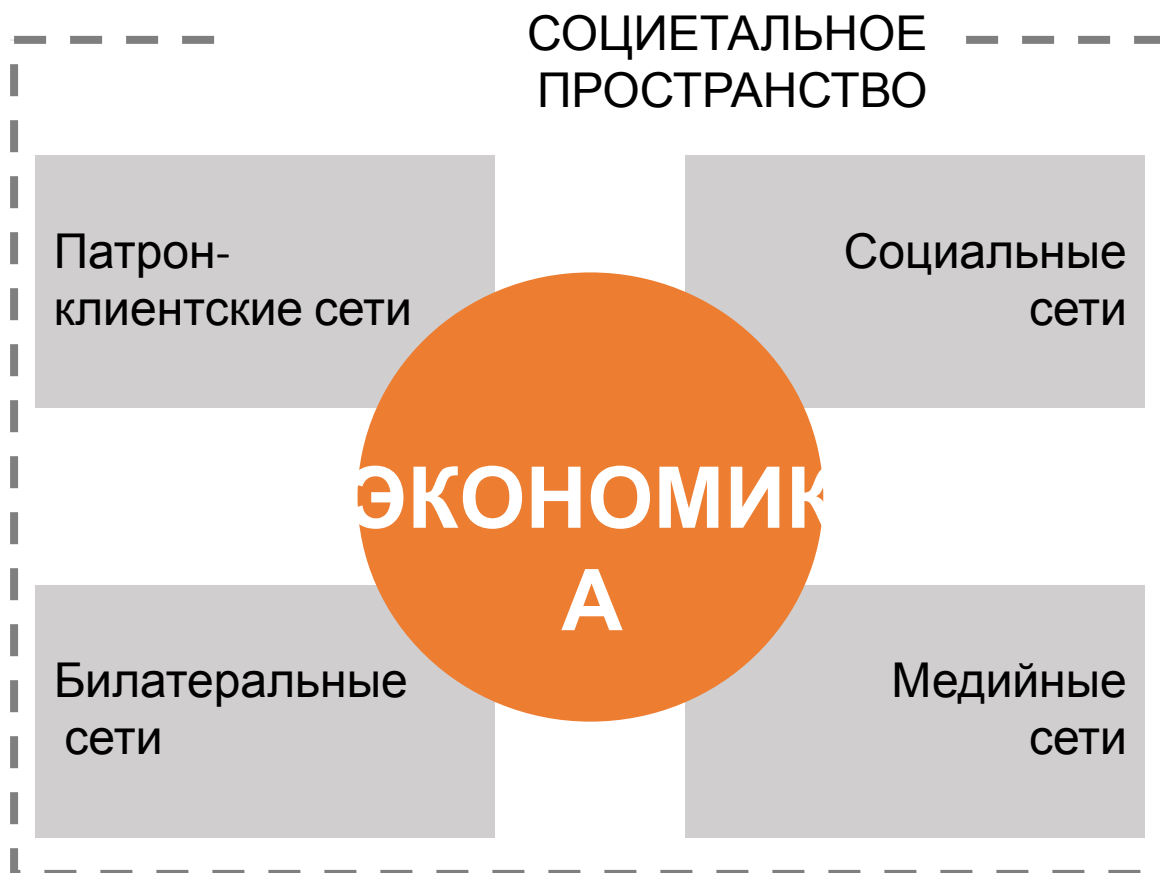 СОЦИЕТАЛЬНОЕ
ПРОСТРАНСТВО
Патрон-
клиентские сети
Социальные
сети
ЭКОНОМИК
А
Билатеральные
сети
Медийные
сети